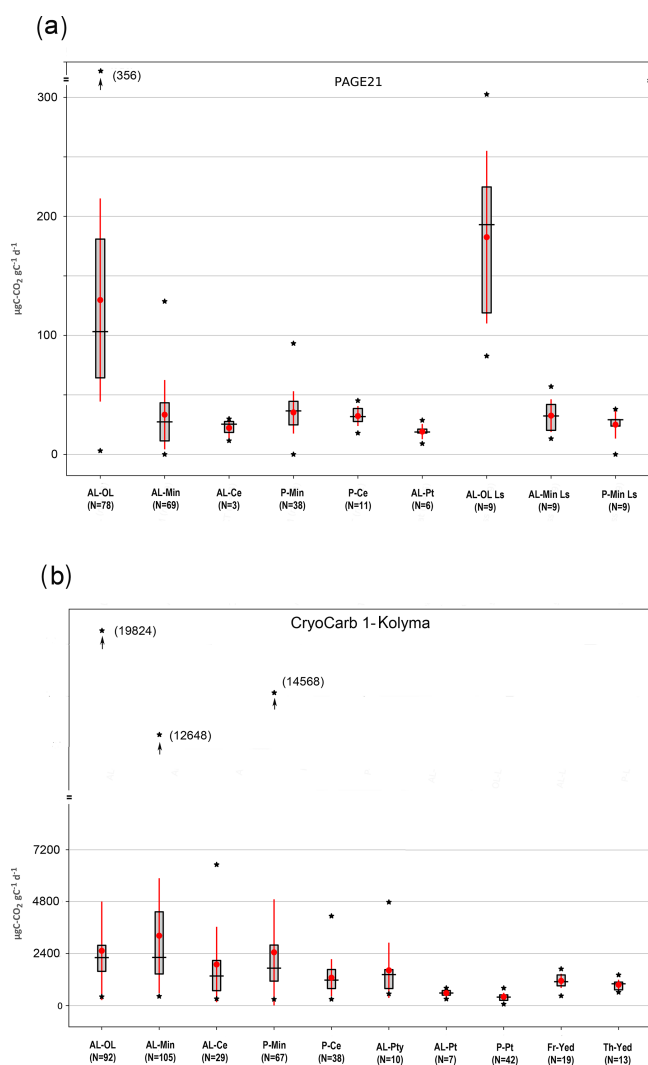 (a)
(356)
PAGE21
300
200
100
0
µgC-CO₂ gC⁻¹ d⁻¹
AL-OL AL-Min AL-Ce P-Min P-Ce AL-Pt AL-OL Ls AL-Min Ls P-Min Ls
(N=78) (N=69) (N=3) (N=38) (N=11) (N=6) (N=9) (N=9) (N=9)
(b)
CryoCarb 1-Kolyma
(19824)
(14568)
(12648)
7200
4800
2400
0
µgC-CO₂ gC⁻¹ d⁻¹
AL-OL AL-Min AL-Ce P-Min P-Ce AL-Pty AL-Pt P-Pt Fr-Yed Th-Yed
(N=92) (N=105) (N=29) (N=67) (N=38) (N=10) (N=7) (N=42) (N=19) (N=13)